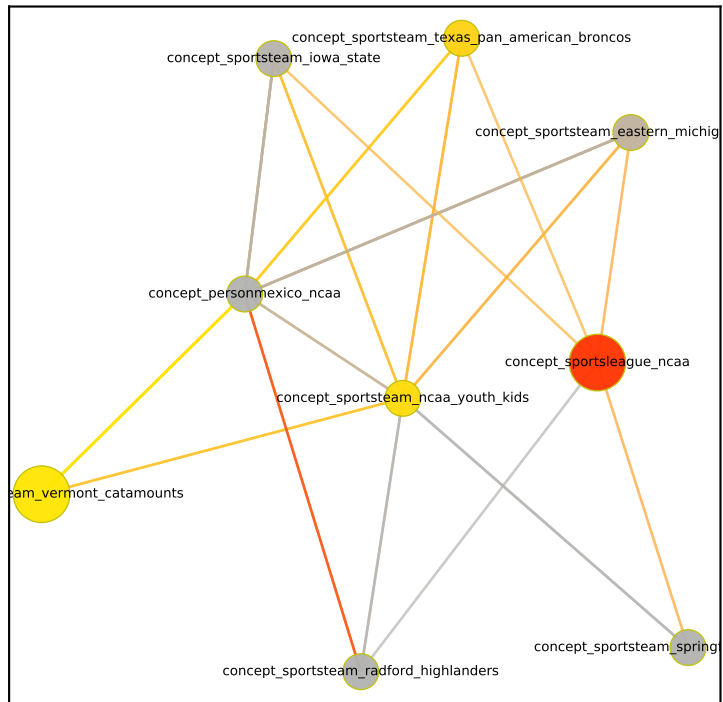 concept_sportsteam_texas_pan_american_broncos
concept_sportsteam_iowa_state
concept_sportsteam_eastern_michig
concept_personmexico_ncaa
concept_sportsleague_ncaa
concept_sportsteam_ncaa_youth_kids
eam_vermont_catamounts
concept_sportsteam_springf
concept_sportsteam_radford_highlanders